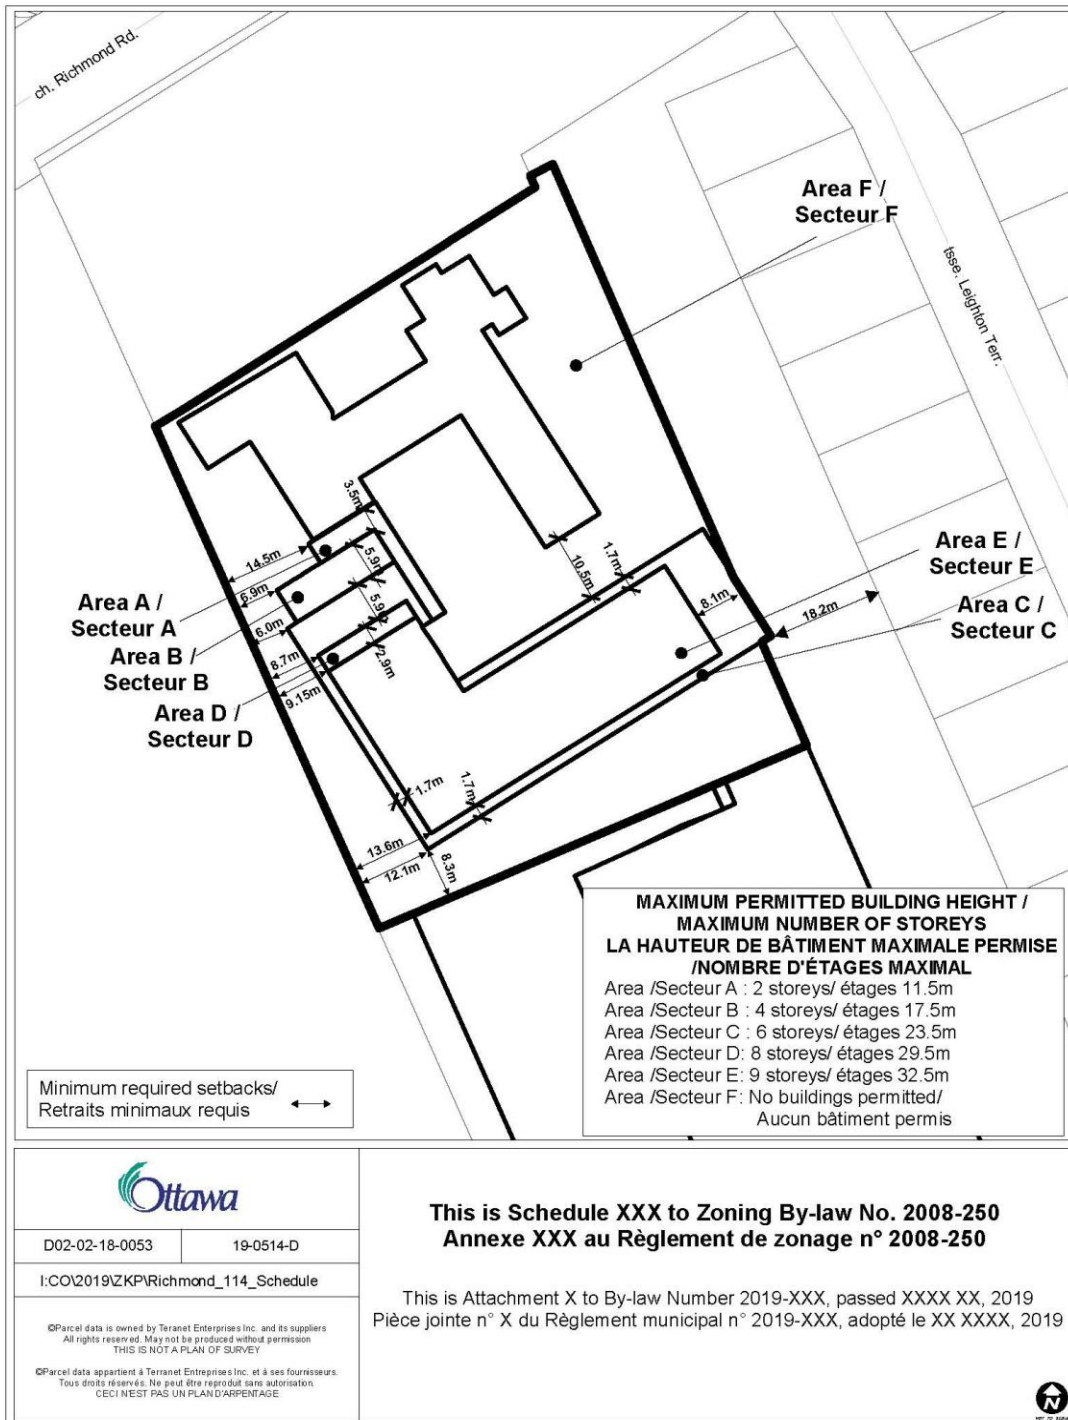 ch. Richmond Rd.
Area F /
Secteur F
tsse. Leighton Terr.
3.5m
14.5m
5.9m
6.9m
5.9m
6.0m
8.7m
2.9m
9.15m
10.5m
1.7m
8.1m
18.2m
Area E /
Secteur E
Area C /
Secteur C
Area A /
Secteur A
Area B /
Secteur B
Area D /
Secteur D
1.7m
1.7m
13.6m
12.1m
8.3m
MAXIMUM PERMITTED BUILDING HEIGHT /
MAXIMUM NUMBER OF STOREYS
LA HAUTEUR DE BÂTIMENT MAXIMALE PERMISE
/NOMBRE D'ÉTAGES MAXIMAL
Area /Secteur A : 2 storeys/ étages 11.5m
Area /Secteur B : 4 storeys/ étages 17.5m
Area /Secteur C : 6 storeys/ étages 23.5m
Area /Secteur D: 8 storeys/ étages 29.5m
Area /Secteur E: 9 storeys/ étages 32.5m
Area /Secteur F: No buildings permitted/
Aucun bâtiment permis
Minimum required setbacks/
Retraits minimaux requis
Ottawa
D02-02-18-0053 19-0514-D
I:CO\2019\ZKP\Richmond_114_Schedule
©Parcel data is owned by Teranet Enterprises Inc. and its suppliers
All rights reserved. May not be produced without permission
THIS IS NOT A PLAN OF SURVEY
©Parcel data appartient à Terranet Entreprises Inc. et à ses fournisseurs.
Tous droits réservés. Ne peut être reproduit sans autorisation.
CECI N'EST PAS UN PLAN D'ARPENTAGE
This is Schedule XXX to Zoning By-law No. 2008-250
Annexe XXX au Règlement de zonage n° 2008-250
This is Attachment X to By-law Number 2019-XXX, passed XXXX XX, 2019
Pièce jointe n° X du Règlement municipal n° 2019-XXX, adopté le XX XXXX, 2019
N